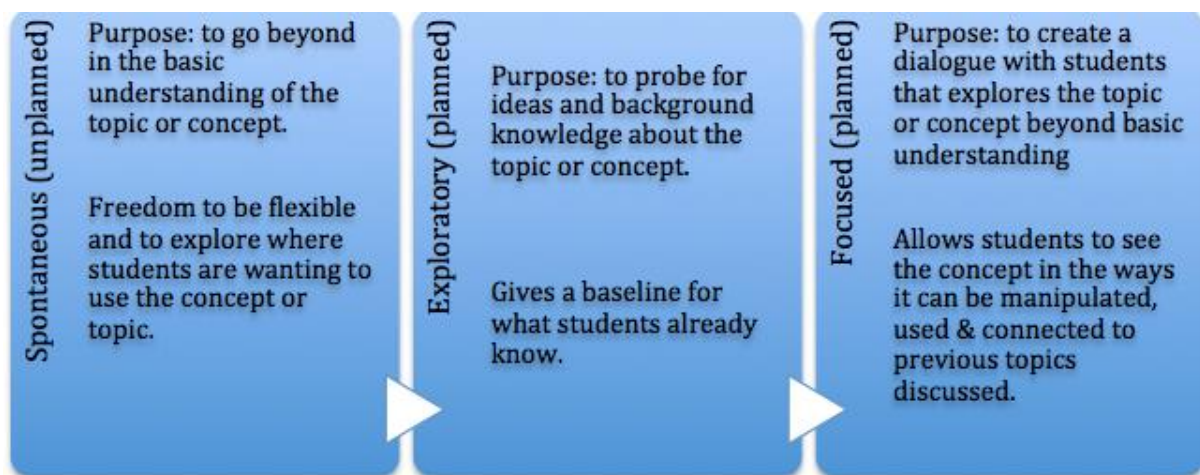 Spontaneous (unplanned)
Purpose: to go beyond
in the basic
understanding of the
topic or concept.
Freedom to be flexible
and to explore where
students are wanting to
use the concept or
topic.
Exploratory (planned)
Purpose: to probe for
ideas and background
knowledge about the
topic or concept.
Gives a baseline for
what students already
know.
Focused (planned)
Purpose: to create a
dialogue with students
that explores the topic
or concept beyond basic
understanding
Allows students to see
the concept in the ways
it can be manipulated,
used & connected to
previous topics
discussed.